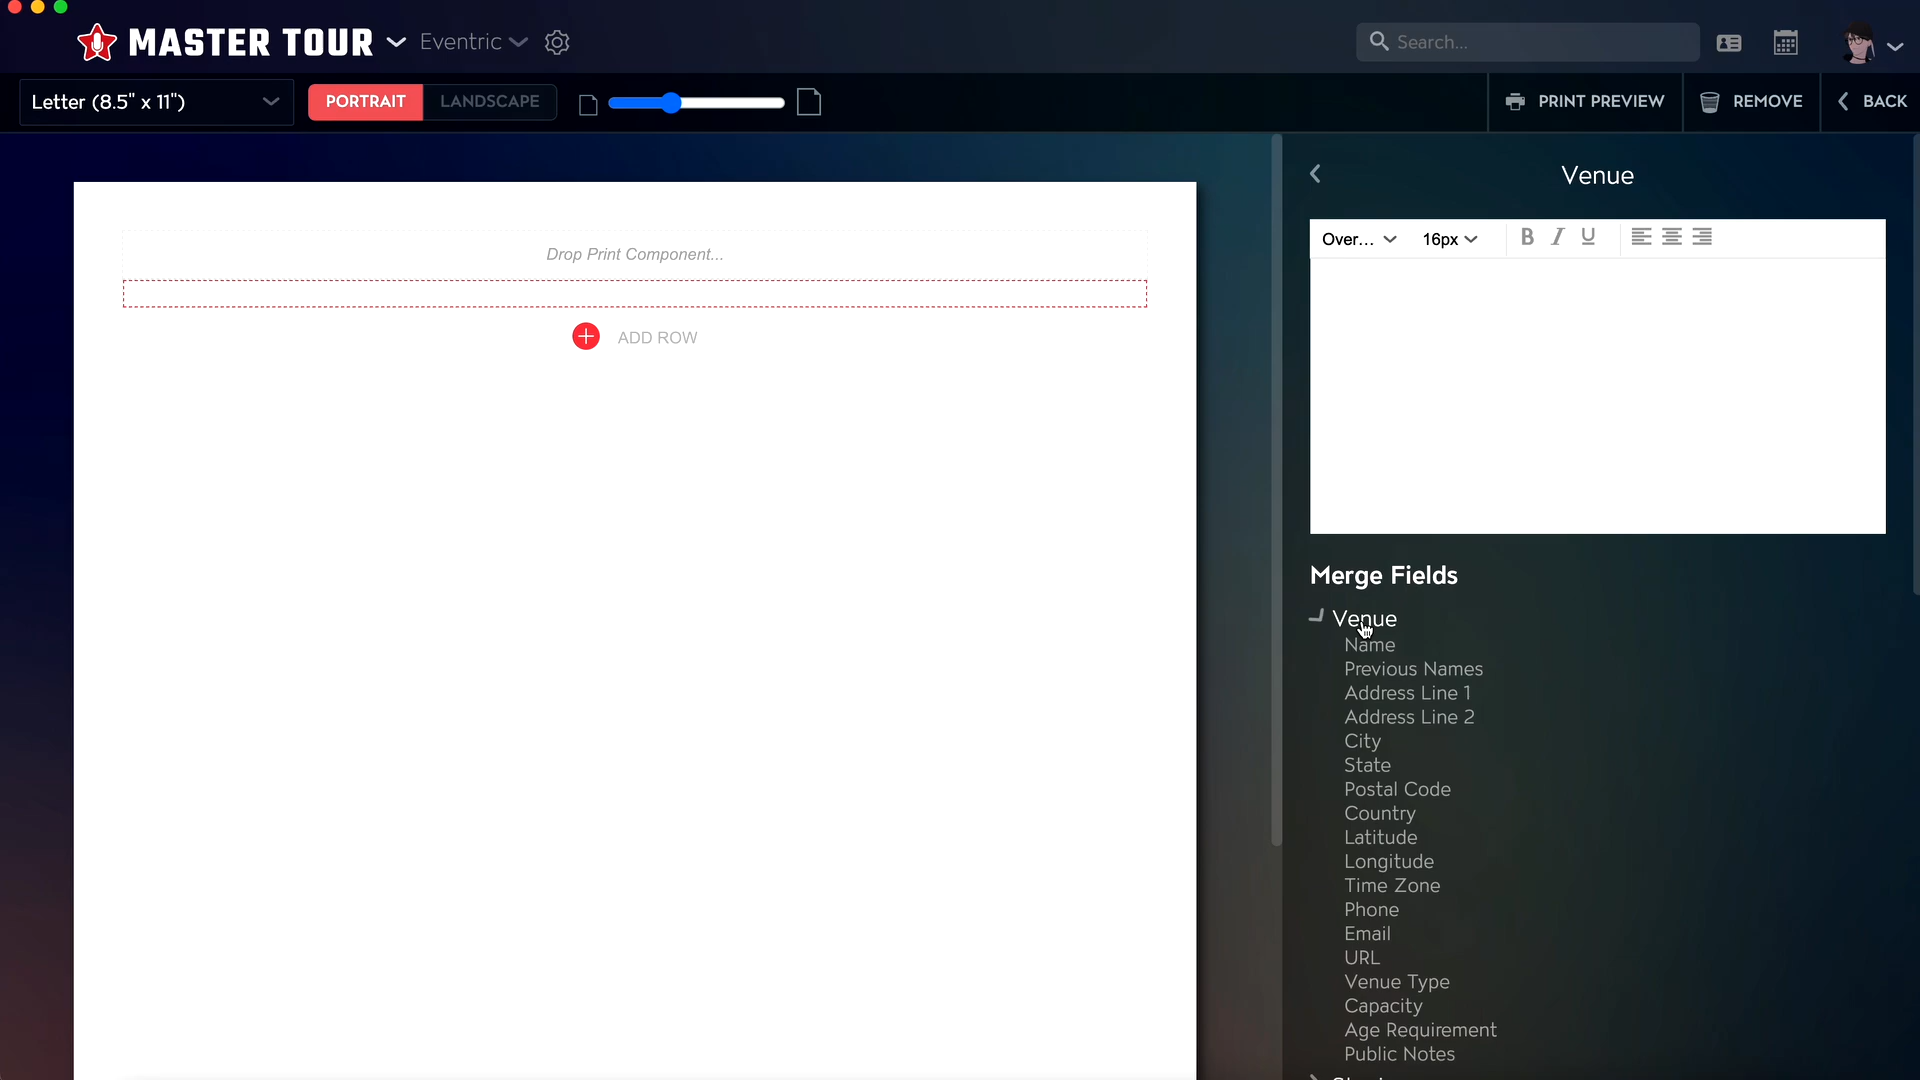 MASTER TOUR
Eventric
Search...
Letter (8.5" x 11")
PORTRAIT
LANDSCAPE
PRINT PREVIEW
REMOVE
BACK
Drop Print Component...
ADD ROW
Venue
Over...
16px
B
I
U
Merge Fields
Venue
Name
Previous Names
Address Line 1
Address Line 2
City
State
Postal Code
Country
Latitude
Longitude
Time Zone
Phone
Email
URL
Venue Type
Capacity
Age Requirement
Public Notes